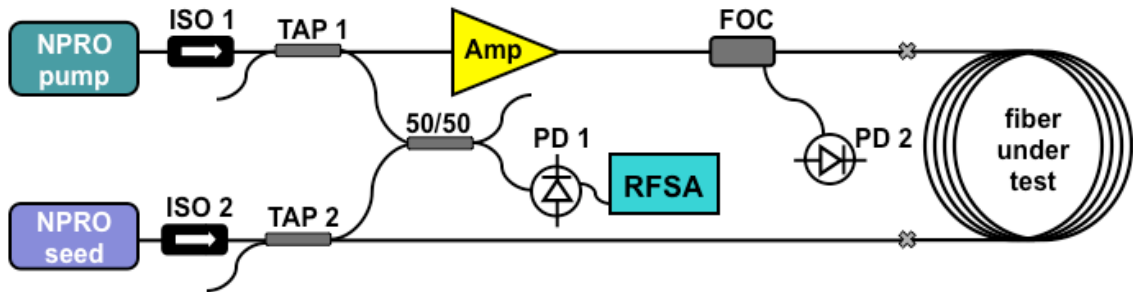 ISO 1
TAP 1
FOC
NPRO
pump
Amp
50/50
PD 1
PD 2
fiber
under
test
RFSA
ISO 2
TAP 2
NPRO
seed